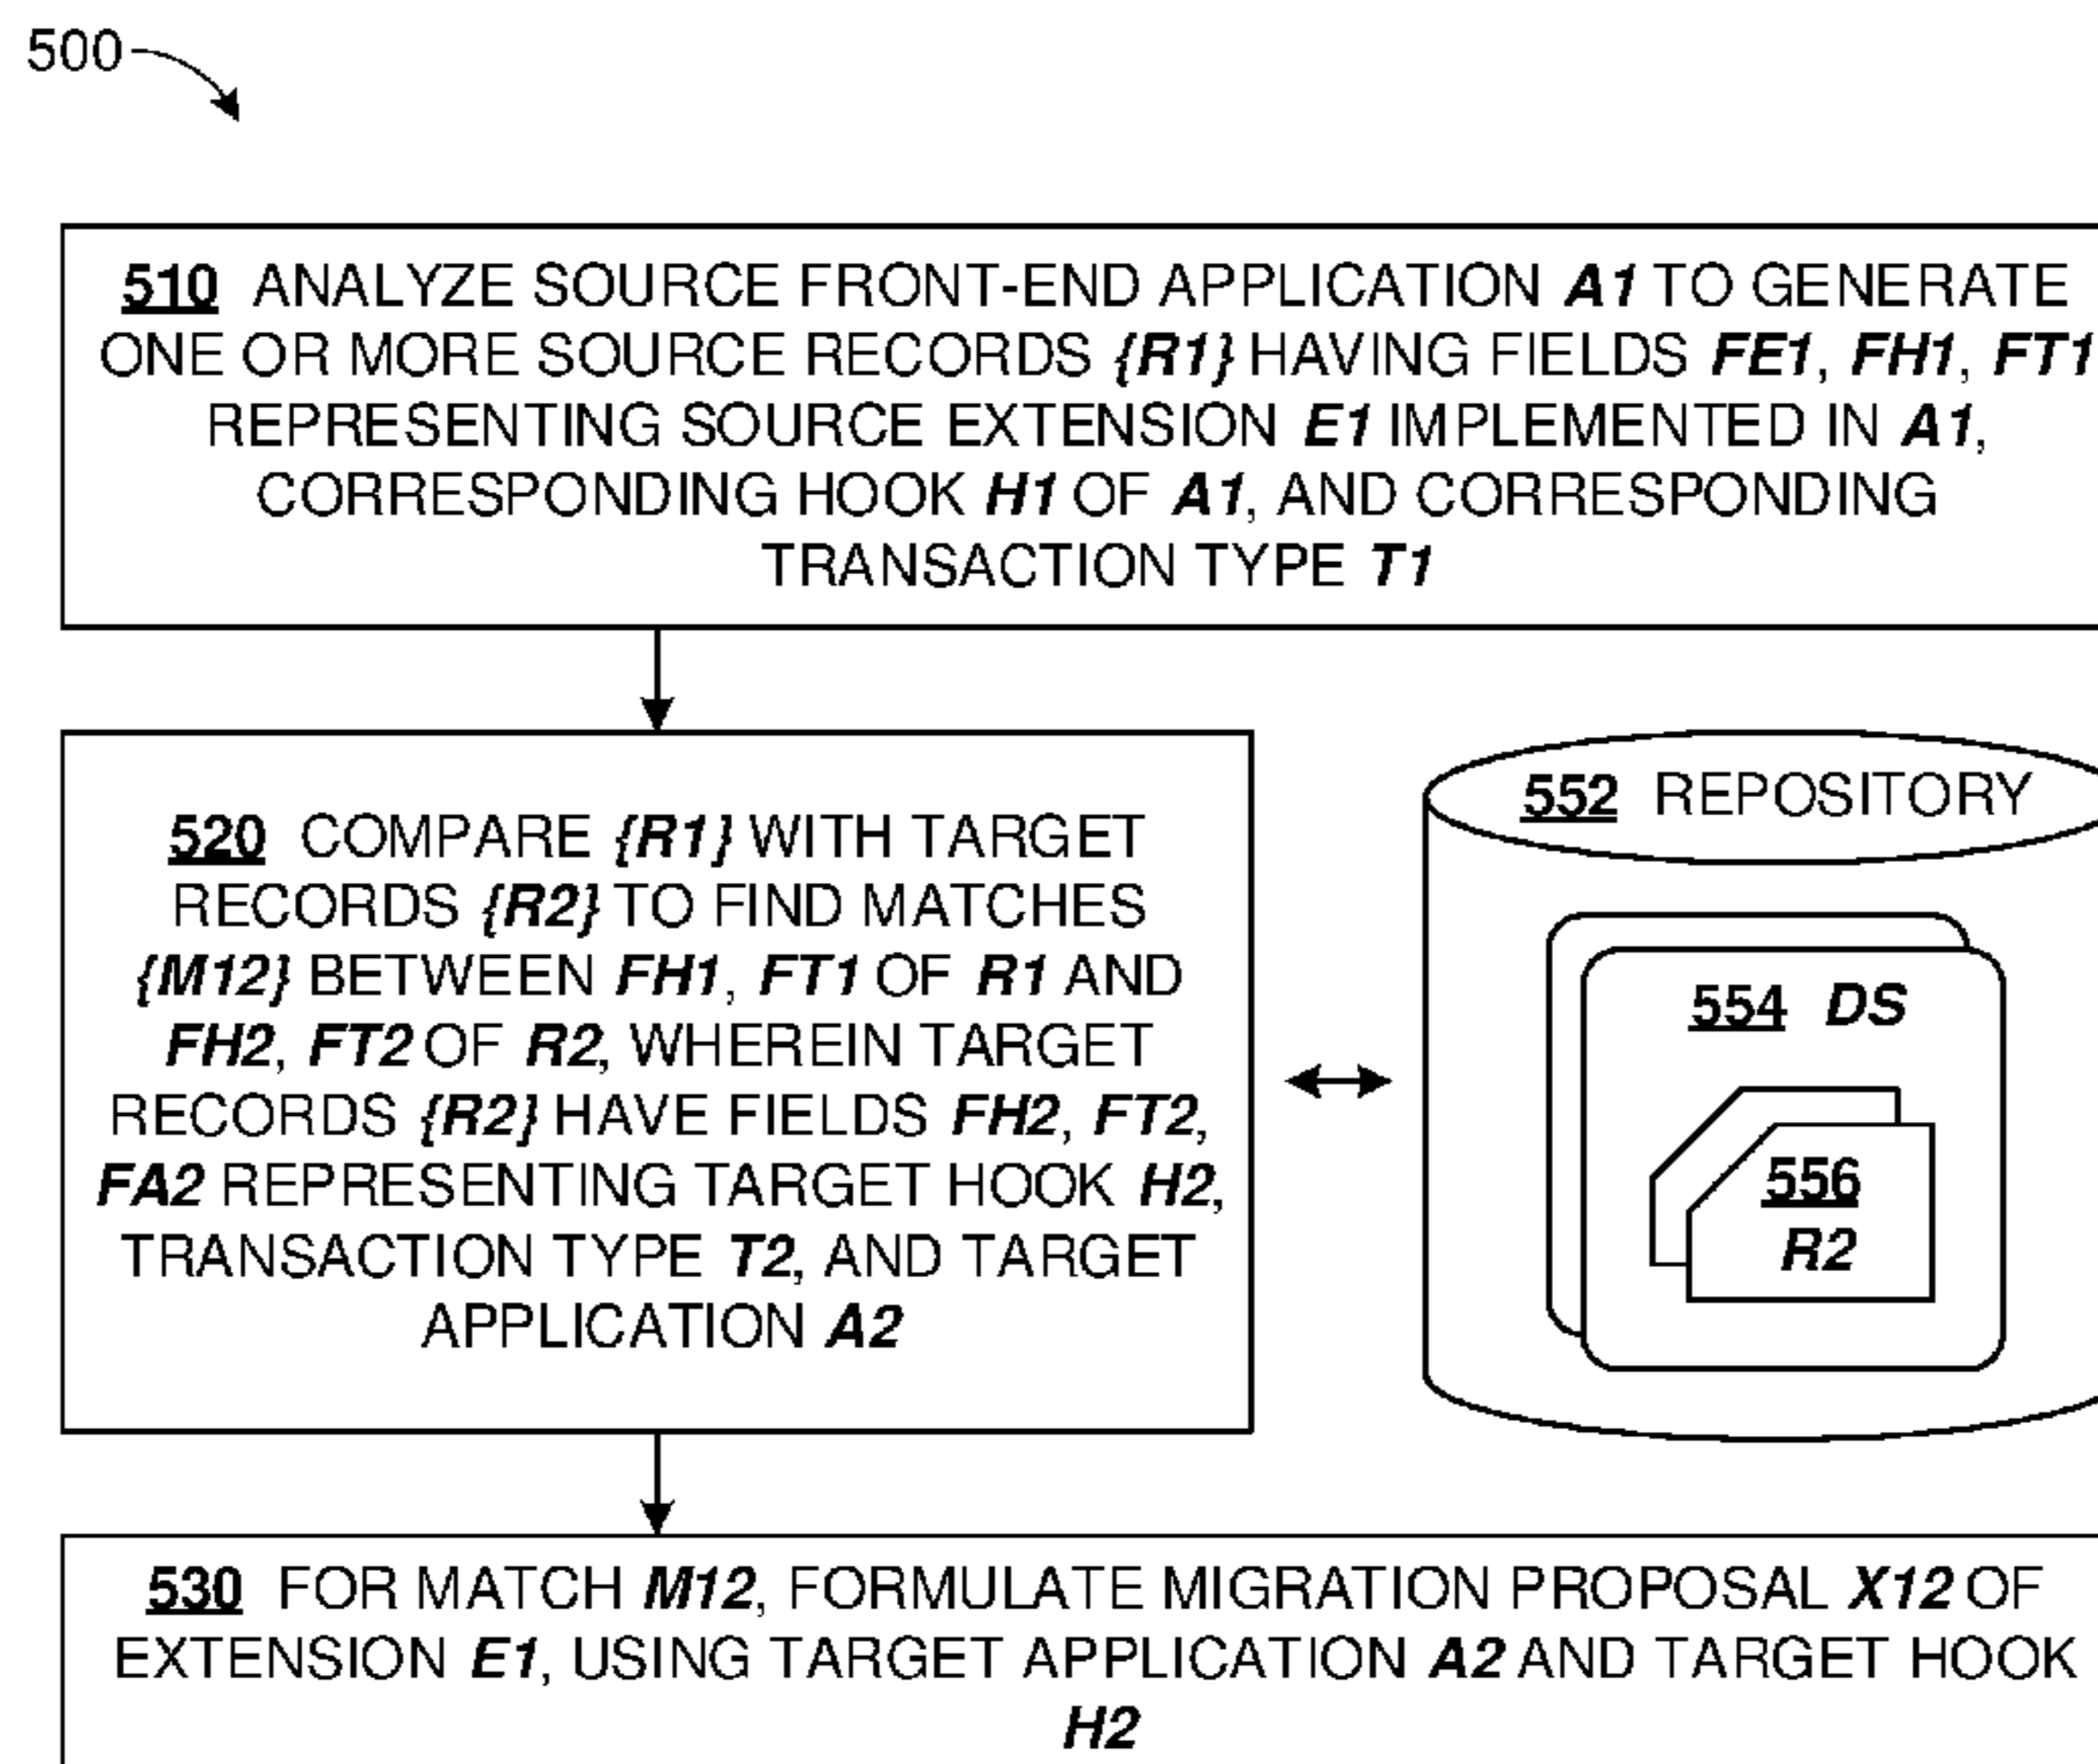 500
510 ANALYZE SOURCE FRONT-END APPLICATION A1 TO GENERATE
ONE OR MORE SOURCE RECORDS {R1} HAVING FIELDS FE1, FH1, FT1
REPRESENTING SOURCE EXTENSION E1 IMPLEMENTED IN A1,
CORRESPONDING HOOK H1 OF A1, AND CORRESPONDING
TRANSACTION TYPE T1
520 COMPARE {R1} WITH TARGET
RECORDS {R2} TO FIND MATCHES
{M12} BETWEEN FH1, FT1 OF R1 AND
FH2, FT2 OF R2, WHEREIN TARGET
RECORDS {R2} HAVE FIELDS FH2, FT2,
FA2 REPRESENTING TARGET HOOK H2,
TRANSACTION TYPE T2, AND TARGET
APPLICATION A2
552 REPOSITORY
554 DS
556
R2
530 FOR MATCH M12, FORMULATE MIGRATION PROPOSAL X12 OF
EXTENSION E1, USING TARGET APPLICATION A2 AND TARGET HOOK
H2